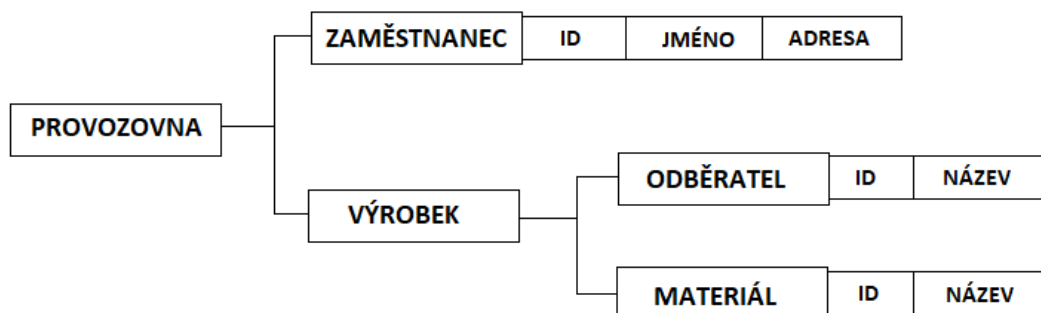 ZAMĚSTNANEC ID JMÉNO ADRESA
PROVOZOVNA
ODBĚRATEL ID NÁZEV
VÝROBEK
MATERIÁL ID NÁZEV